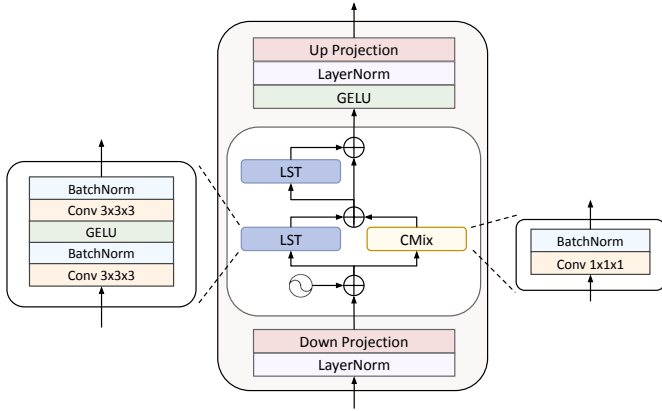 Up Projection
LayerNorm
GELU
LST
LST
CMix
Down Projection
LayerNorm
BatchNorm
Conv 3x3x3
GELU
BatchNorm
Conv 3x3x3
BatchNorm
Conv 1x1x1